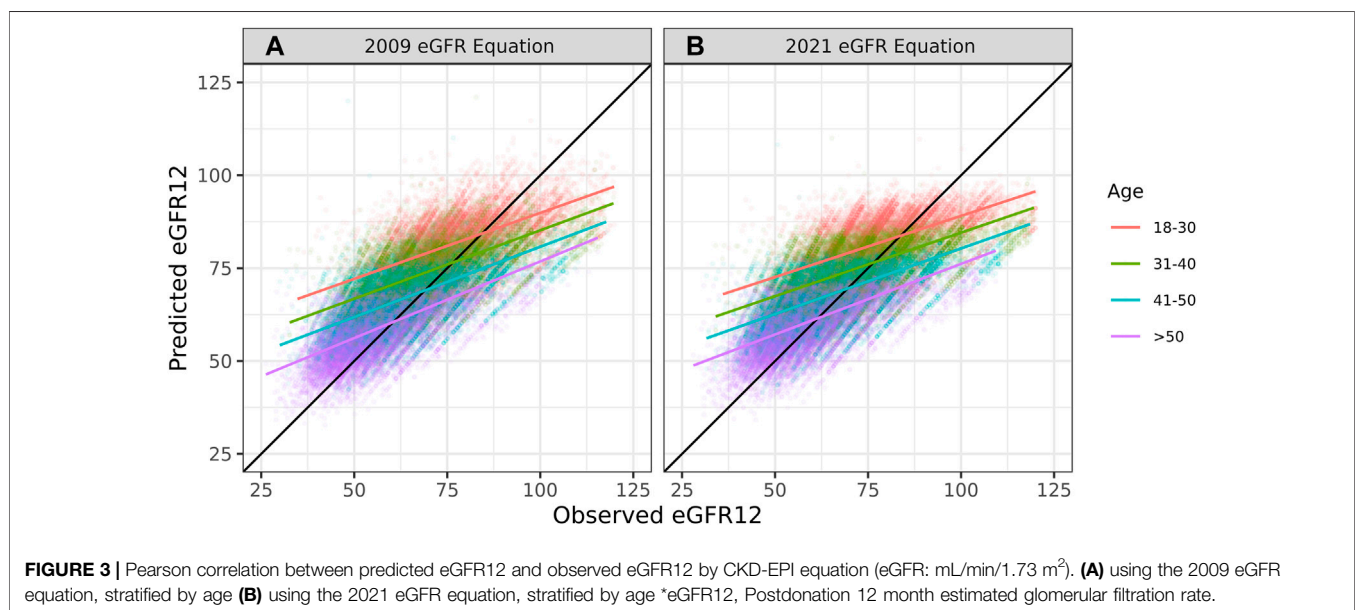 A 2009 eGFR Equation
B 2021 eGFR Equation
125
100
75
50
25
Predicted eGFR12
25 50 75 100 125
25 50 75 100 125
Observed eGFR12
Age
18-30
31-40
41-50
>50
FIGURE 3 | Pearson correlation between predicted eGFR12 and observed eGFR12 by CKD-EPI equation (eGFR: mL/min/1.73 m²). (A) using the 2009 eGFR
equation, stratified by age (B) using the 2021 eGFR equation, stratified by age *eGFR12, Postdonation 12 month estimated glomerular filtration rate.